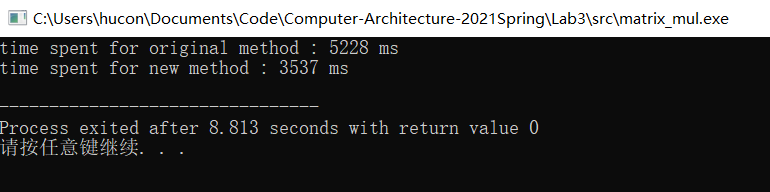 C:\Users\hucon\Documents\Code\Computer-Architecture-2021Spring\Lab3\src\matrix_mul.exe
time spent for original method : 5228 ms
time spent for new method : 3537 ms
--------------------------------
Process exited after 8.813 seconds with return value 0
请按任意键继续. . .